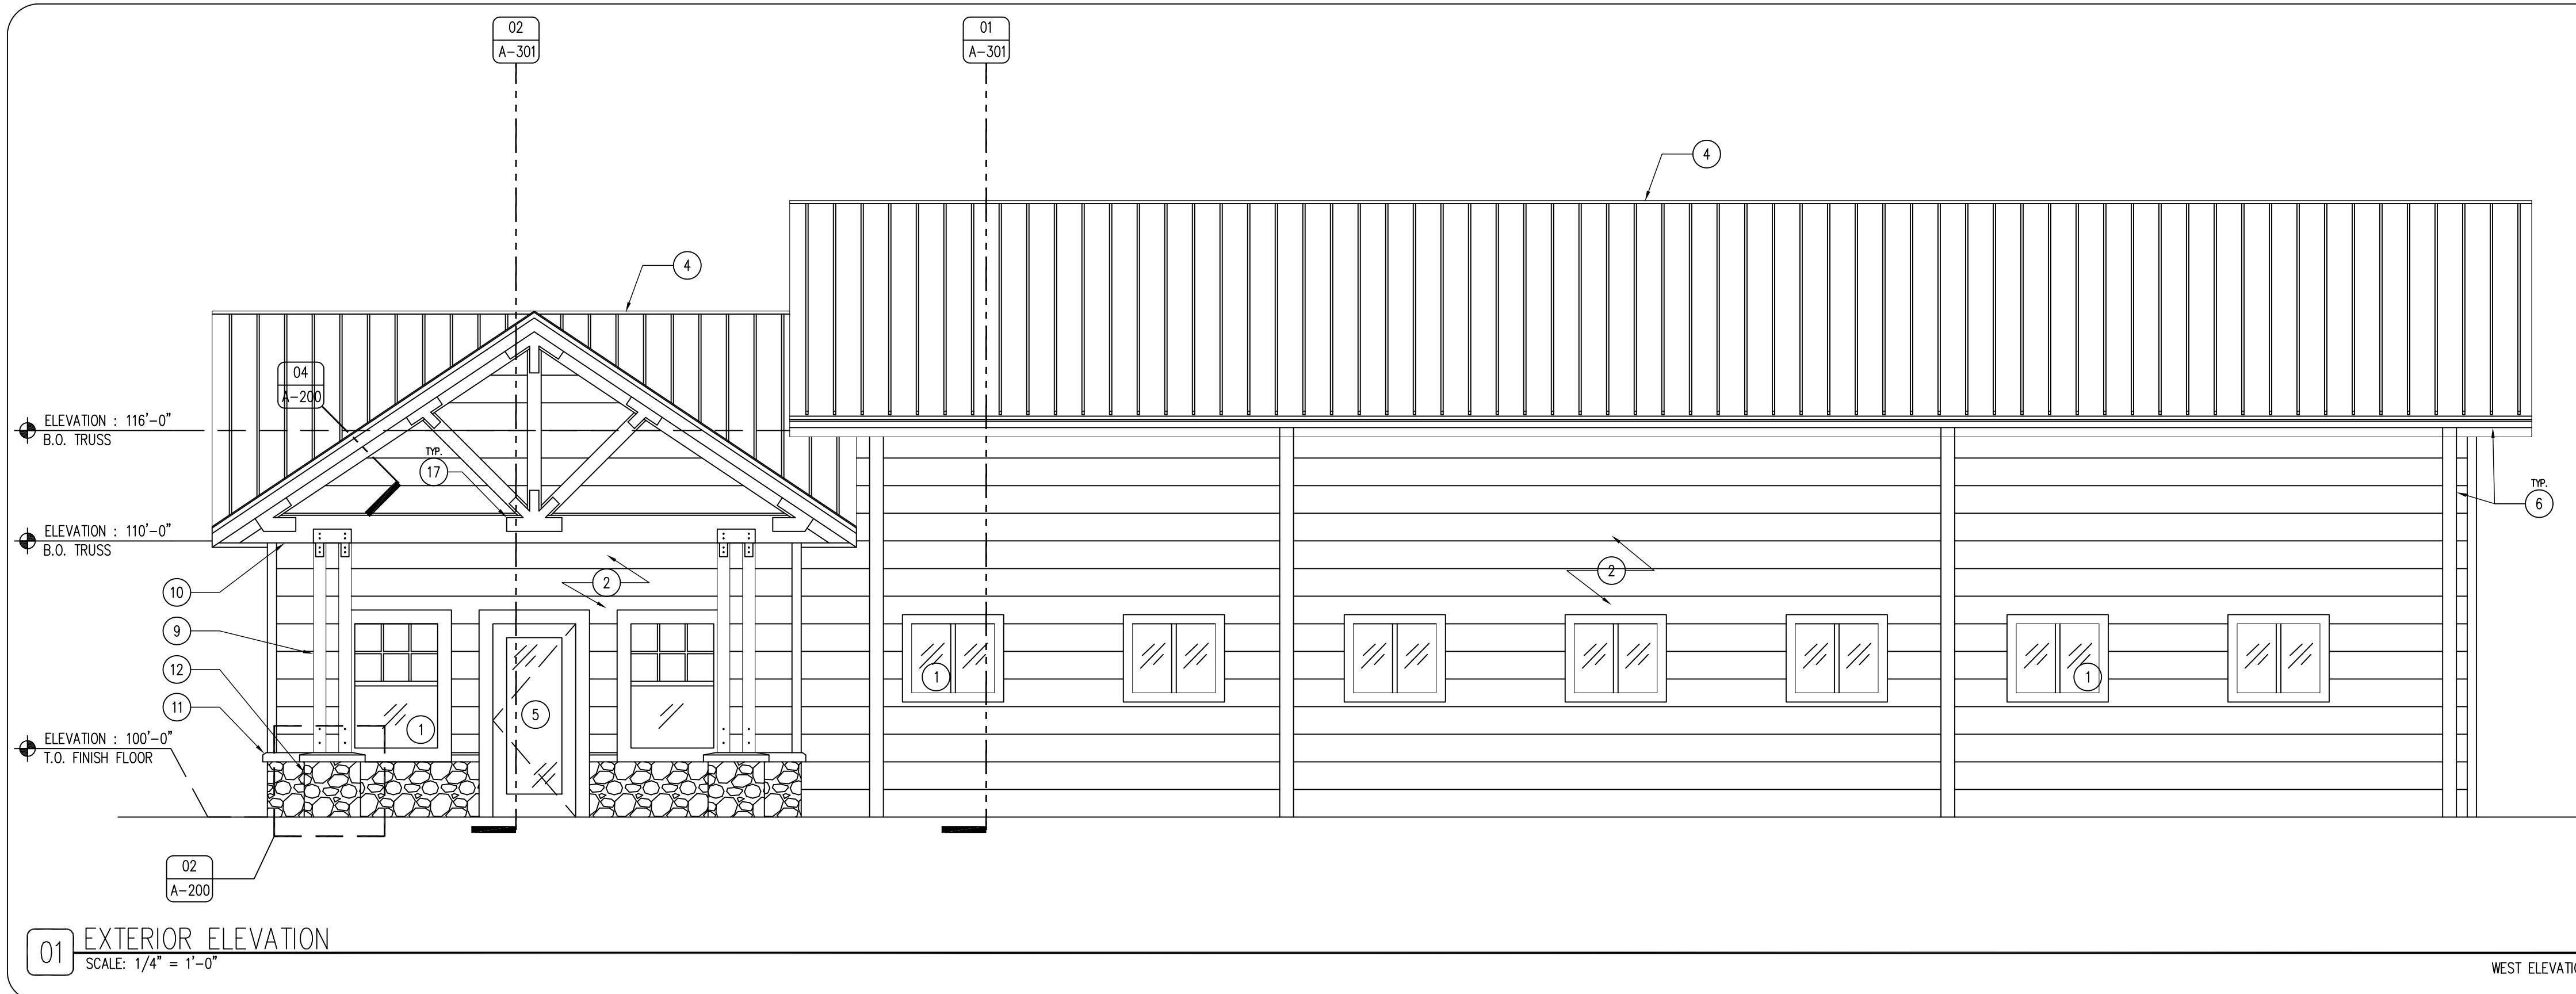 02
A-301
01
A-301
4
4
04
A-200
ELEVATION : 116'-0"
B.O. TRUSS
TYP.
17
TYP.
6
ELEVATION : 110'-0"
B.O. TRUSS
2
2
10
9
12
11
1
1
1
5
ELEVATION : 100'-0"
T.O. FINISH FLOOR
02
A-200
01
EXTERIOR ELEVATION
SCALE: 1/4" = 1'-0"
WEST ELEVATIO